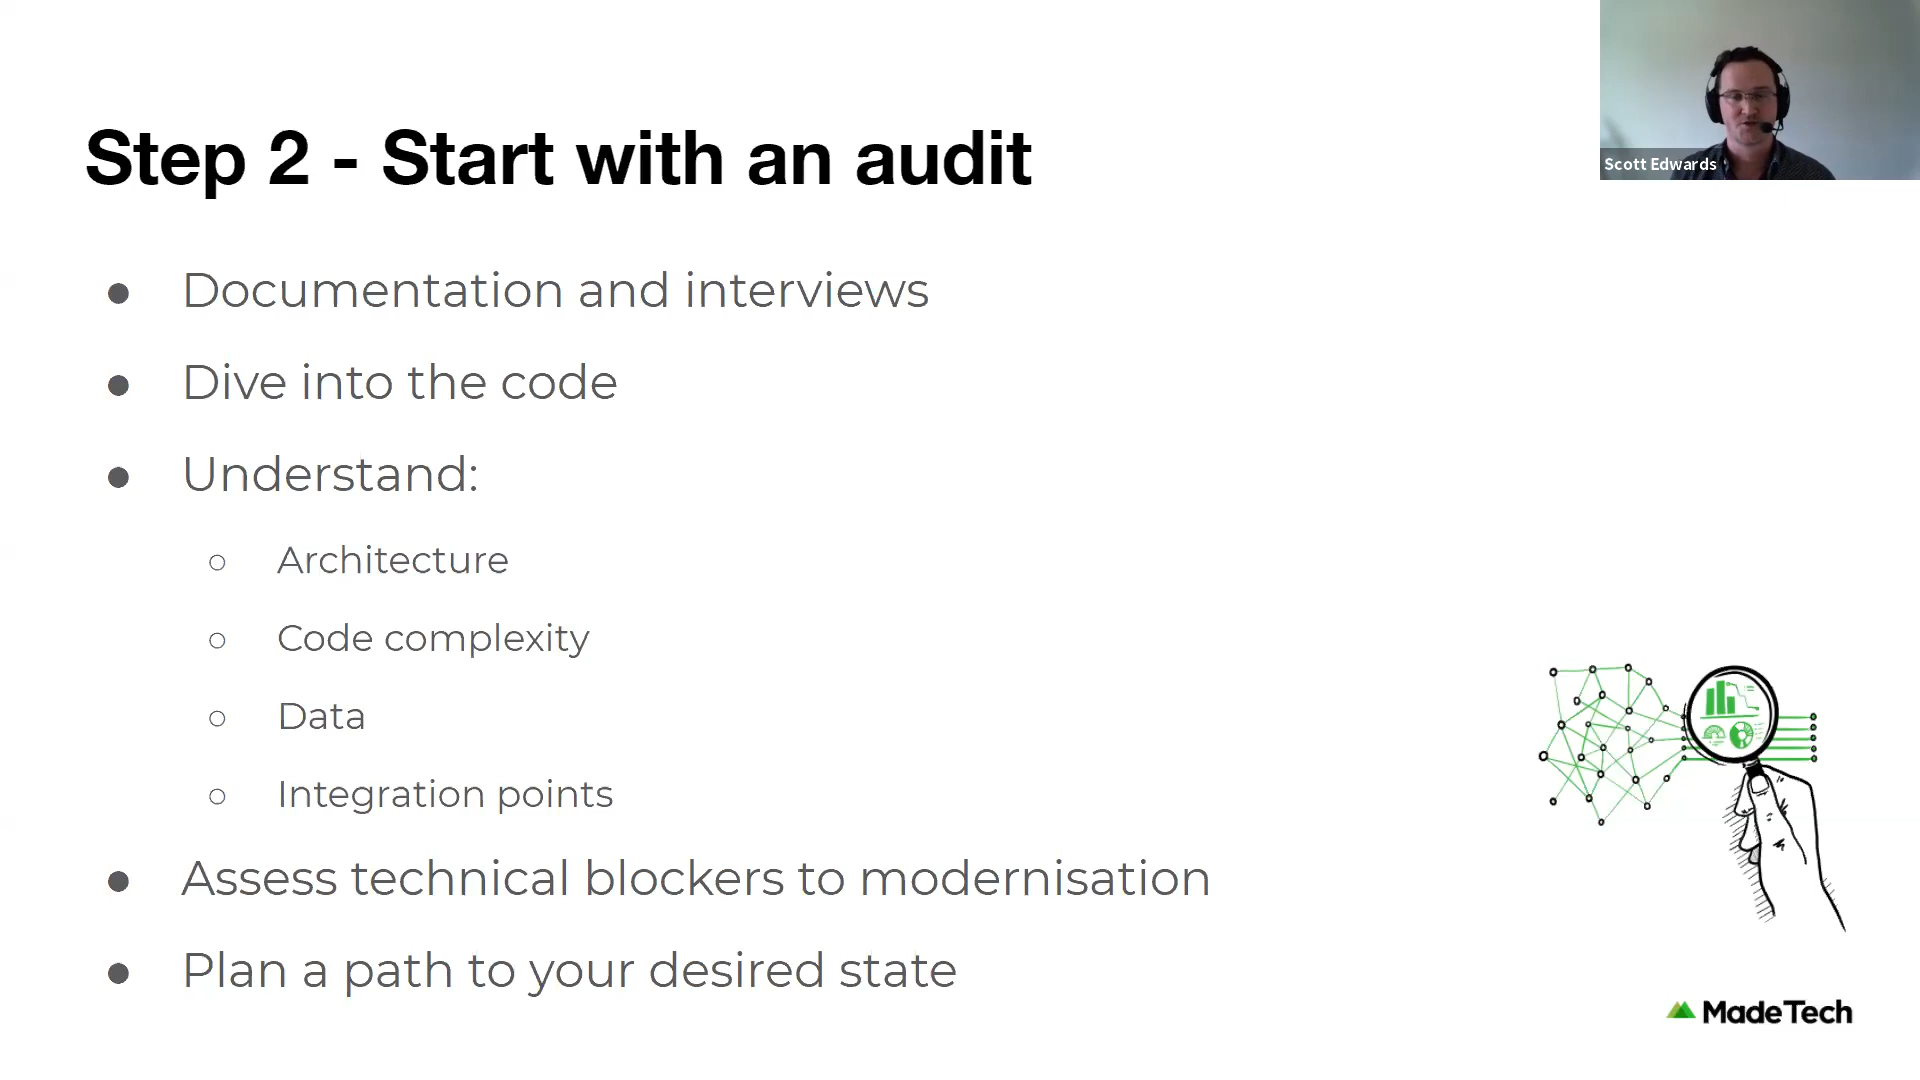 Step 2 - Start with an audit
Scott Edwards
● Documentation and interviews
● Dive into the code
● Understand:
○ Architecture
○ Code complexity
○ Data
○ Integration points
● Assess technical blockers to modernisation
● Plan a path to your desired state
MadeTech